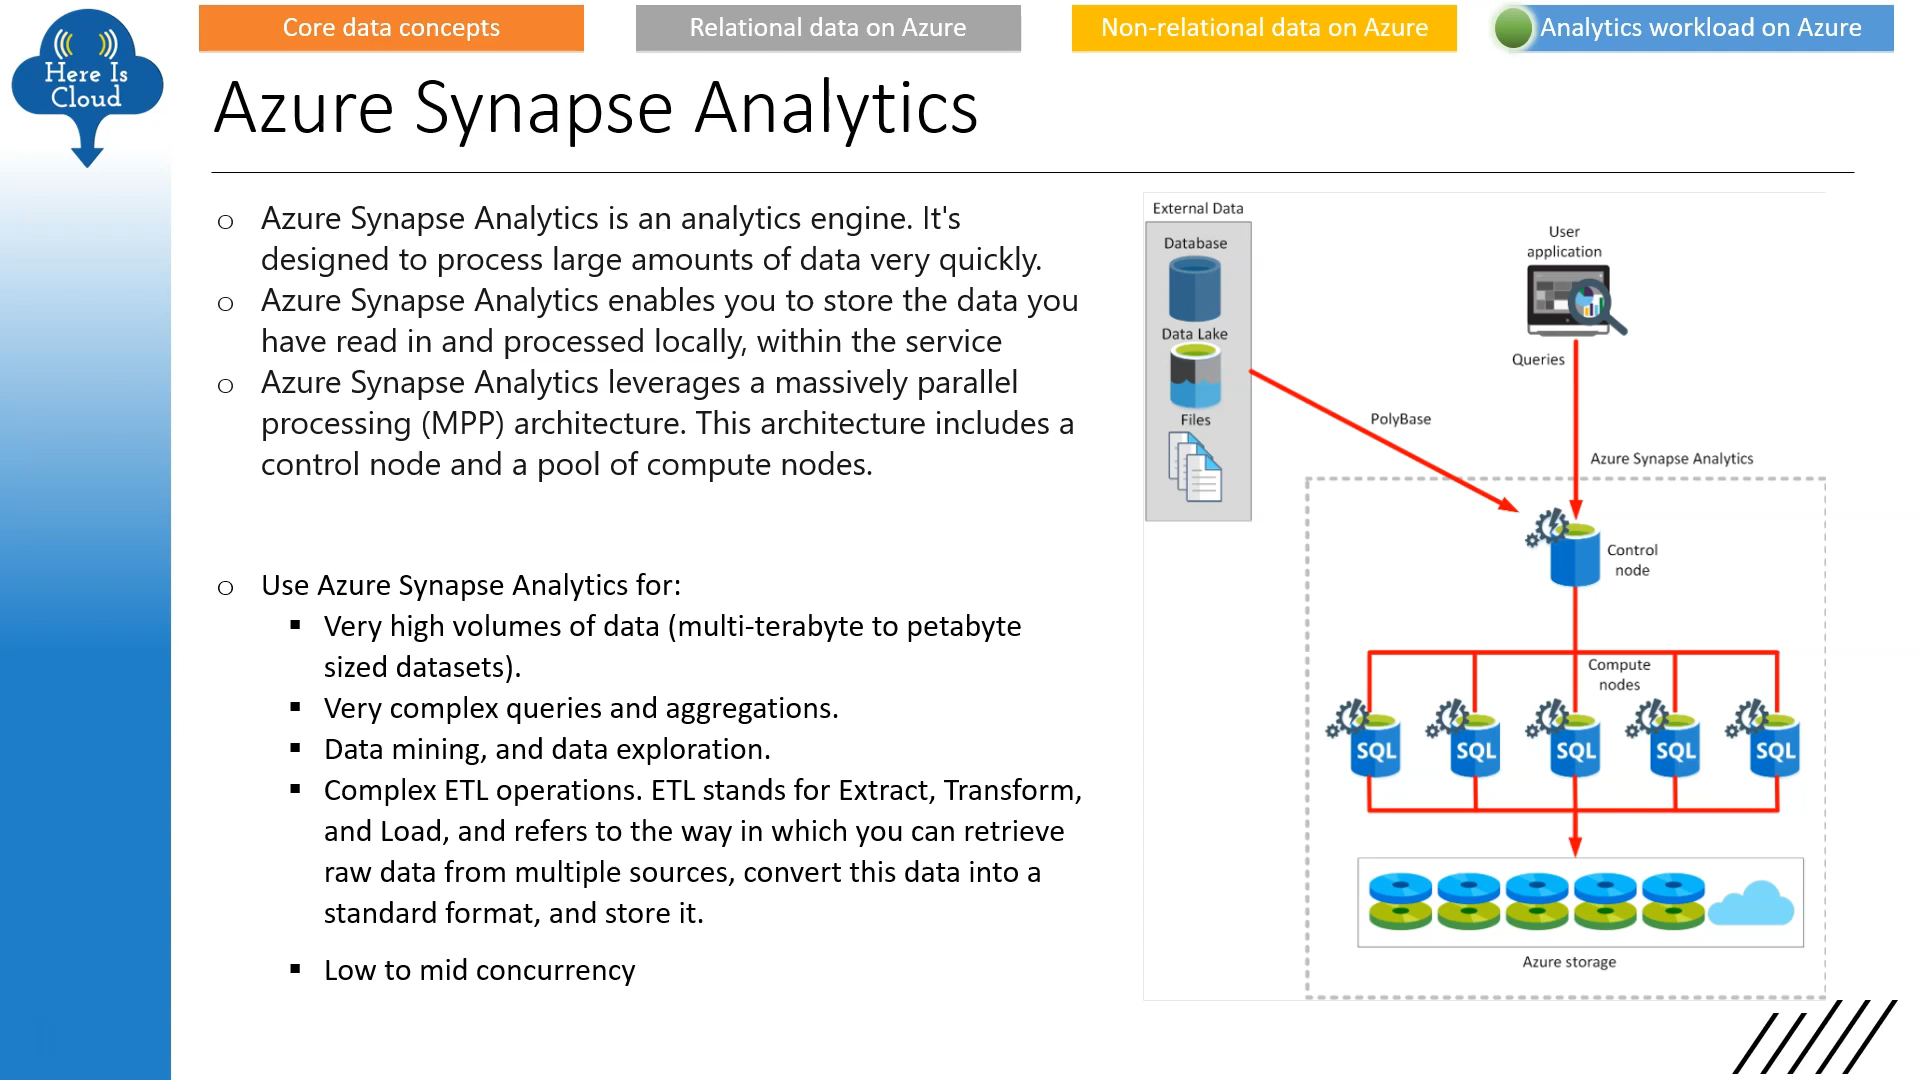 Here Is
Cloud
Core data concepts
Relational data on Azure
Non-relational data on Azure
Analytics workload on Azure
Azure Synapse Analytics
Azure Synapse Analytics is an analytics engine. It's
designed to process large amounts of data very quickly.
Azure Synapse Analytics enables you to store the data you
have read in and processed locally, within the service
Azure Synapse Analytics leverages a massively parallel
processing (MPP) architecture. This architecture includes a
control node and a pool of compute nodes.
Use Azure Synapse Analytics for:
Very high volumes of data (multi-terabyte to petabyte
sized datasets).
Very complex queries and aggregations.
Data mining, and data exploration.
Complex ETL operations. ETL stands for Extract, Transform,
and Load, and refers to the way in which you can retrieve
raw data from multiple sources, convert this data into a
standard format, and store it.
Low to mid concurrency
External Data
Database
Data Lake
Files
User
application
Queries
PolyBase
Azure Synapse Analytics
Control
node
Compute
nodes
SQL
SQL
SQL
SQL
SQL
Azure storage